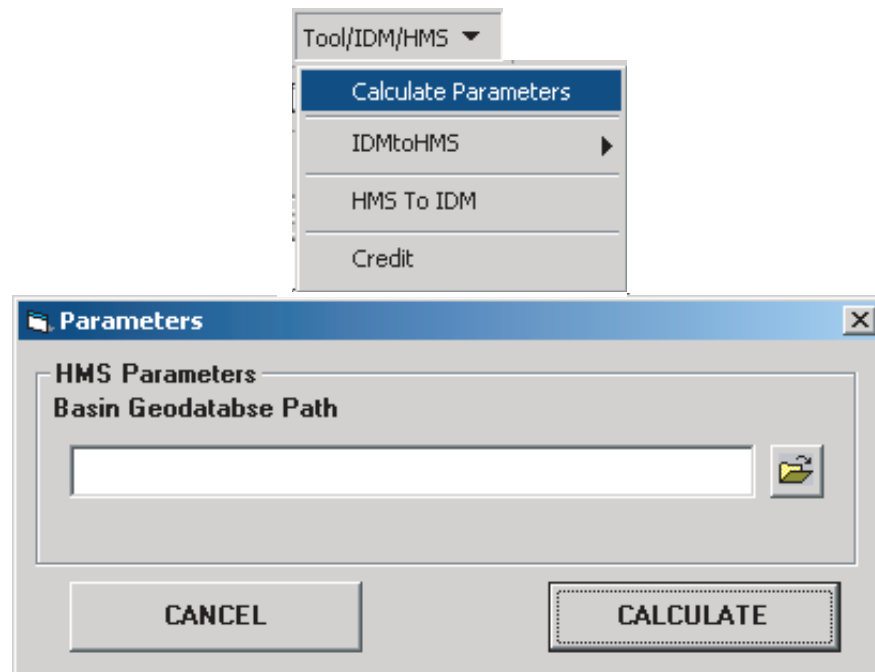 Tool/IDM/HMS
Calculate Parameters
IDMtoHMS
HMS To IDM
Credit
Parameters
HMS Parameters
Basin Geodatabse Path
CANCEL
CALCULATE